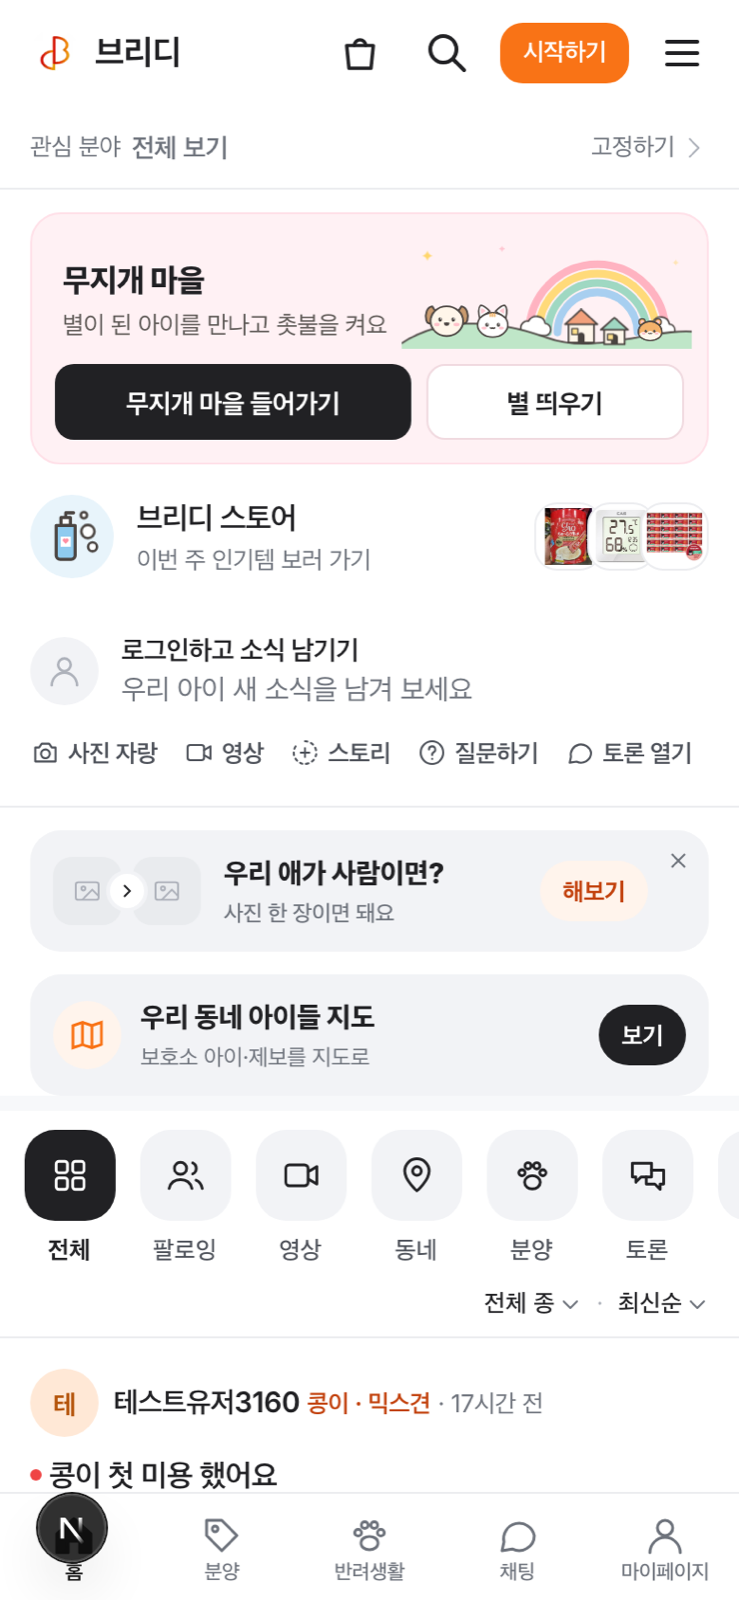 브리디
시작하기
관심 분야 전체 보기
고정하기
무지개 마을
별이 된 아이를 만나고 촛불을 켜요
무지개 마을 들어가기
별 띄우기
브리디 스토어
이번 주 인기템 보러 가기
27.5
68%
로그인하고 소식 남기기
우리 아이 새 소식을 남겨 보세요
사진 자랑
영상
스토리
질문하기
토론 열기
우리 애가 사람이면?
사진 한 장이면 돼요
해보기
우리 동네 아이들 지도
보호소 아이·제보를 지도로
보기
전체
팔로잉
영상
동네
분양
토론
전체 종 · 최신순
테
테스트유저3160 콩이 · 믹스견 · 17시간 전
콩이 첫 미용 했어요
N
홈
분양
반려생활
채팅
마이페이지